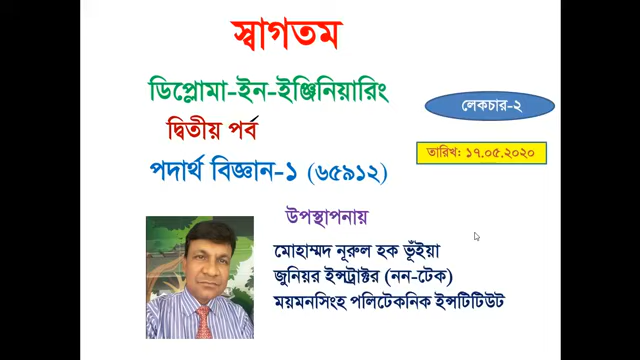 স্বাগতম
ডিপ্লোমা-ইন-ইঞ্জিনিয়ারিং
লেকচার-২
দ্বিতীয় পর্ব
তারিখ: ১৭.০৫.২০২০
পদার্থ বিজ্ঞান-১ (৬৫৯১২)
উপস্থাপনায়
মোহাম্মদ নূরুল হক ভূঁইয়া
জুনিয়র ইন্সট্রাক্টর (নন-টেক)
ময়মনসিংহ পলিটেকনিক ইন্সটিটিউট